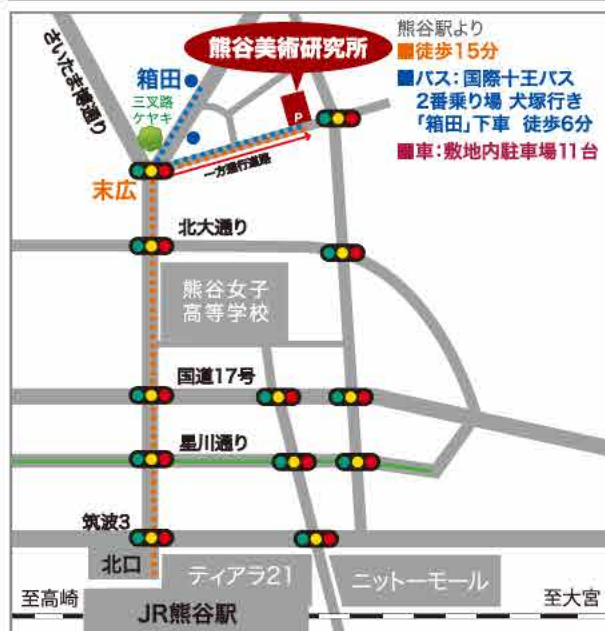 熊谷駅より
■徒歩15分
■バス：国際十王バス
2番乗り場 犬塚行き
「箱田」下車 徒歩6分
■車：敷地内駐車場11台
熊谷美術研究所
さいたま博通り
箱田
三叉路
ケヤキ
P
一方通行道路
末広
北大通り
熊谷女子
高等学校
国道17号
星川通り
筑波3
北口
ティアラ21
ニットーモール
至高崎
至大宮
JR熊谷駅